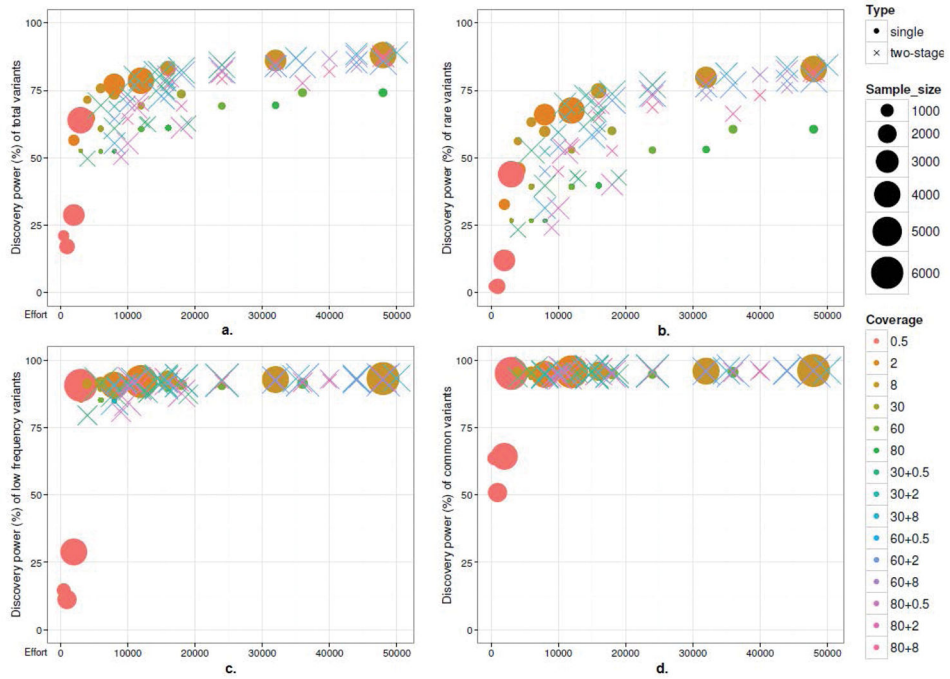 Discovery power (%) of total variants
100
75
50
25
0
Effort 0 10000 20000 30000 40000 50000
a.
Discovery power (%) of rare variants
100
75
50
25
0
0 10000 20000 30000 40000 50000
b.
Discovery power (%) of low frequency variants
100
75
50
25
0
Effort 0 10000 20000 30000 40000 50000
c.
Discovery power (%) of common variants
100
75
50
25
0
0 10000 20000 30000 40000 50000
d.
Type
single
two-stage
Sample_size
1000
2000
3000
4000
5000
6000
Coverage
0.5
2
8
30
60
80
30+0.5
30+2
30+8
60+0.5
60+2
60+8
80+0.5
80+2
80+8